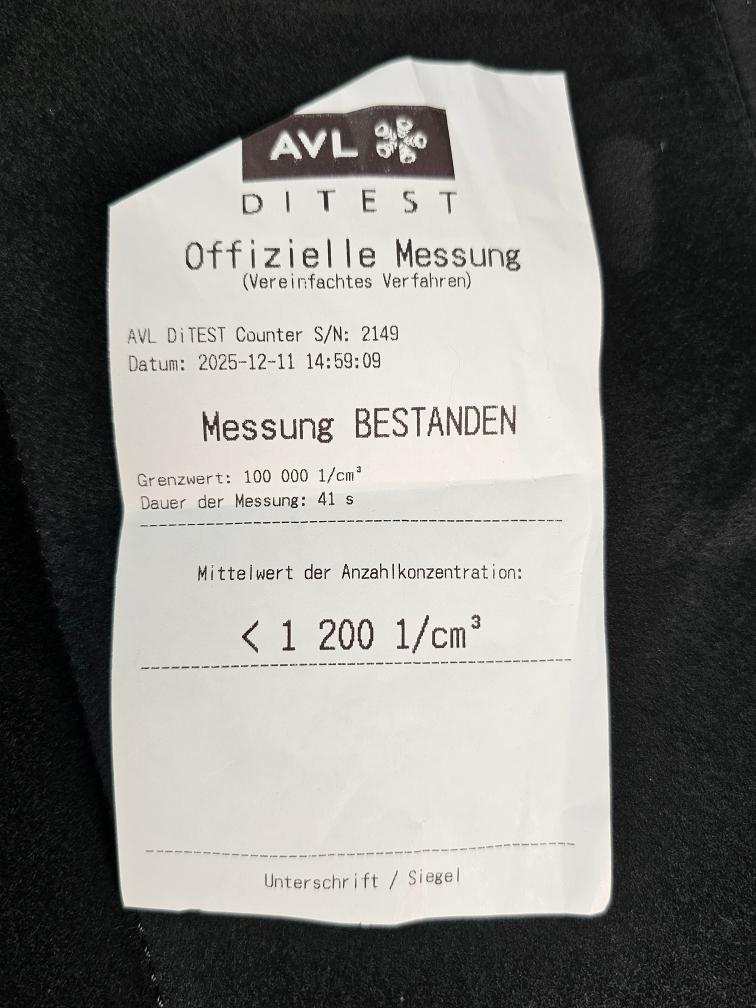 AVL
DITEST
Offizielle Messung
(Vereinfachtes Verfahren)
AVL DiTEST Counter S/N: 2149
Datum: 2025-12-11 14:59:09
Messung BESTANDEN
Grenzwert: 100 000 1/cm³
Dauer der Messung: 41 s
Mittelwert der Anzahlkonzentration:
< 1 200 1/cm³
Unterschrift / Siegel